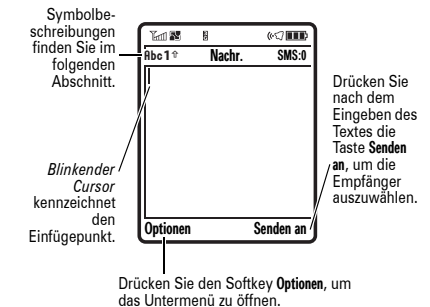 Symbolbe-
schreibungen
finden Sie im
folgenden
Abschnitt.
Abc1⇧ Nachr. SMS:0
Blinkender
Cursor
kennzeichnet
den
Einfügepunkt.
Drücken Sie
nach dem
Eingeben des
Textes die
Taste Senden
an, um die
Empfänger
auszuwählen.
Optionen Senden an
Drücken Sie den Softkey Optionen, um
das Untermenü zu öffnen.